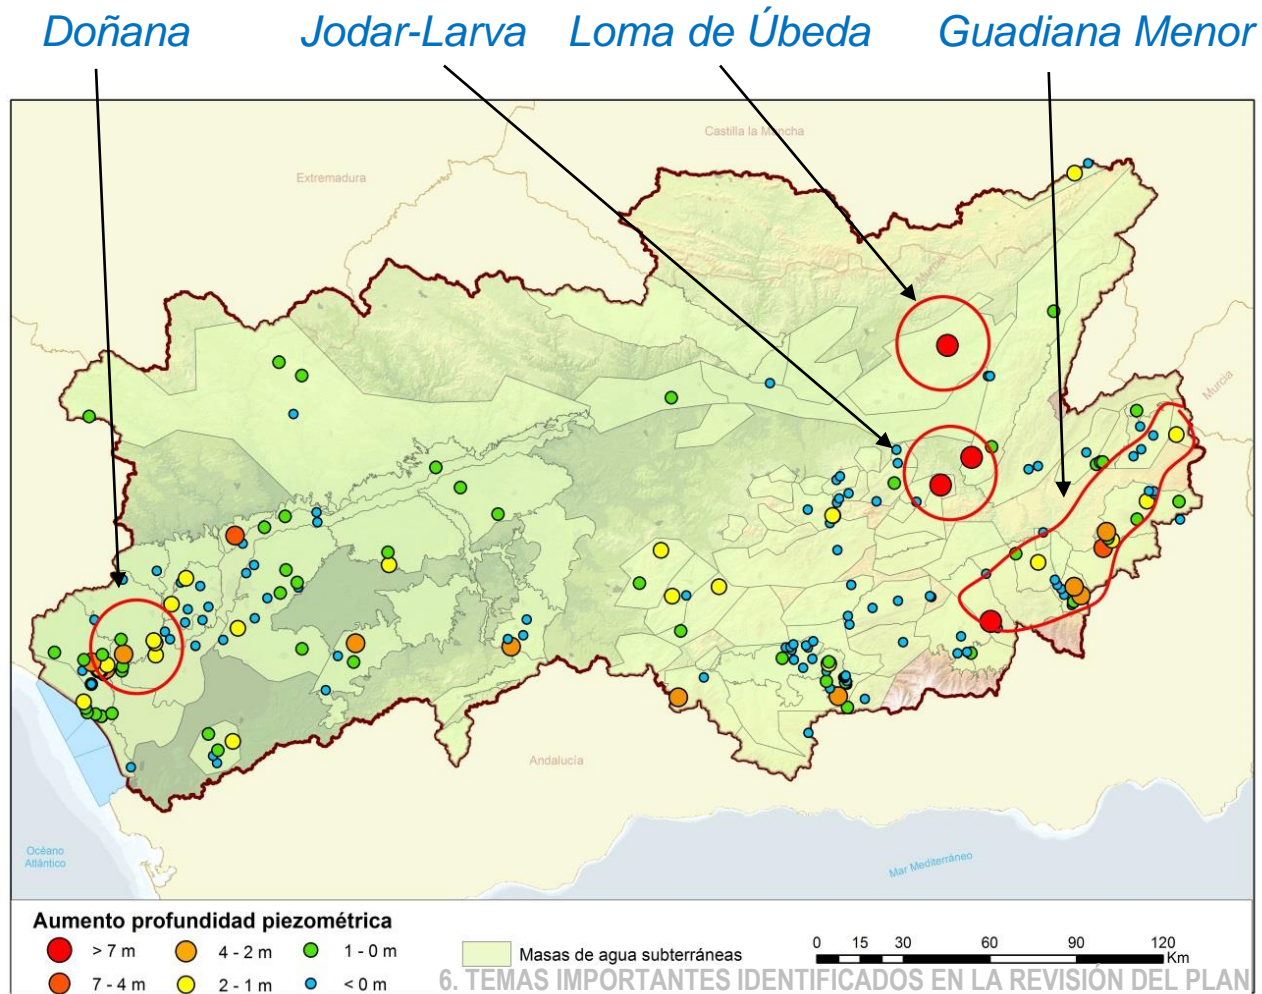 Doñana Jodar-Larva Loma de Úbeda Guadiana Menor
Castilla la Mancha
Extremadura
Murcia
Andalucía
Océano
Atlántico
Mar Mediterráneo
Aumento profundidad piezométrica
> 7 m 4 - 2 m 1 - 0 m
7 - 4 m 2 - 1 m < 0 m
Masas de agua subterráneas
0 15 30 60 90 120
Km
6. TEMAS IMPORTANTES IDENTIFICADOS EN LA REVISIÓN DEL PLAN